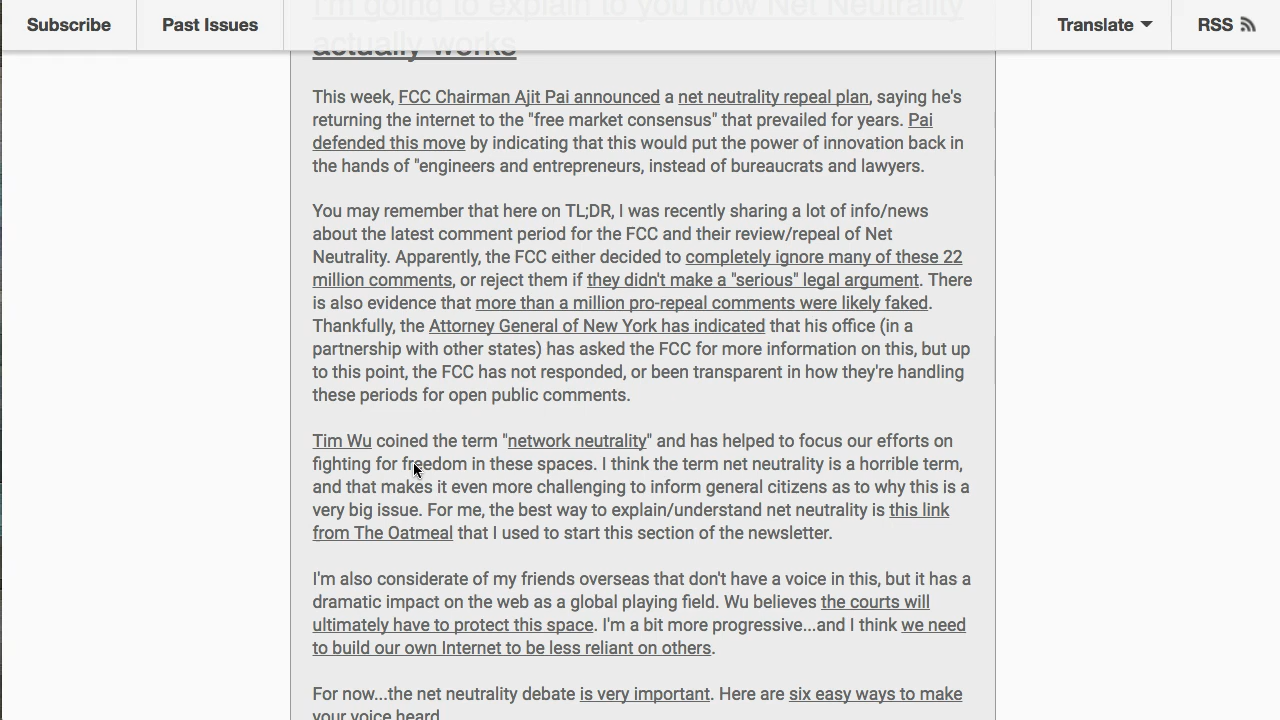 Subscribe
Past Issues
Translate
RSS
I'm going to explain to you how Net Neutrality
actually works
This week, FCC Chairman Ajit Pai announced a net neutrality repeal plan, saying he's
returning the internet to the "free market consensus" that prevailed for years. Pai
defended this move by indicating that this would put the power of innovation back in
the hands of "engineers and entrepreneurs, instead of bureaucrats and lawyers.
You may remember that here on TL;DR, I was recently sharing a lot of info/news
about the latest comment period for the FCC and their review/repeal of Net
Neutrality. Apparently, the FCC either decided to completely ignore many of these 22
million comments, or reject them if they didn't make a "serious" legal argument. There
is also evidence that more than a million pro-repeal comments were likely faked.
Thankfully, the Attorney General of New York has indicated that his office (in a
partnership with other states) has asked the FCC for more information on this, but up
to this point, the FCC has not responded, or been transparent in how they're handling
these periods for open public comments.
Tim Wu coined the term "network neutrality" and has helped to focus our efforts on
fighting for freedom in these spaces. I think the term net neutrality is a horrible term,
and that makes it even more challenging to inform general citizens as to why this is a
very big issue. For me, the best way to explain/understand net neutrality is this link
from The Oatmeal that I used to start this section of the newsletter.
I'm also considerate of my friends overseas that don't have a voice in this, but it has a
dramatic impact on the web as a global playing field. Wu believes the courts will
ultimately have to protect this space. I'm a bit more progressive...and I think we need
to build our own Internet to be less reliant on others.
For now...the net neutrality debate is very important. Here are six easy ways to make
your voice heard